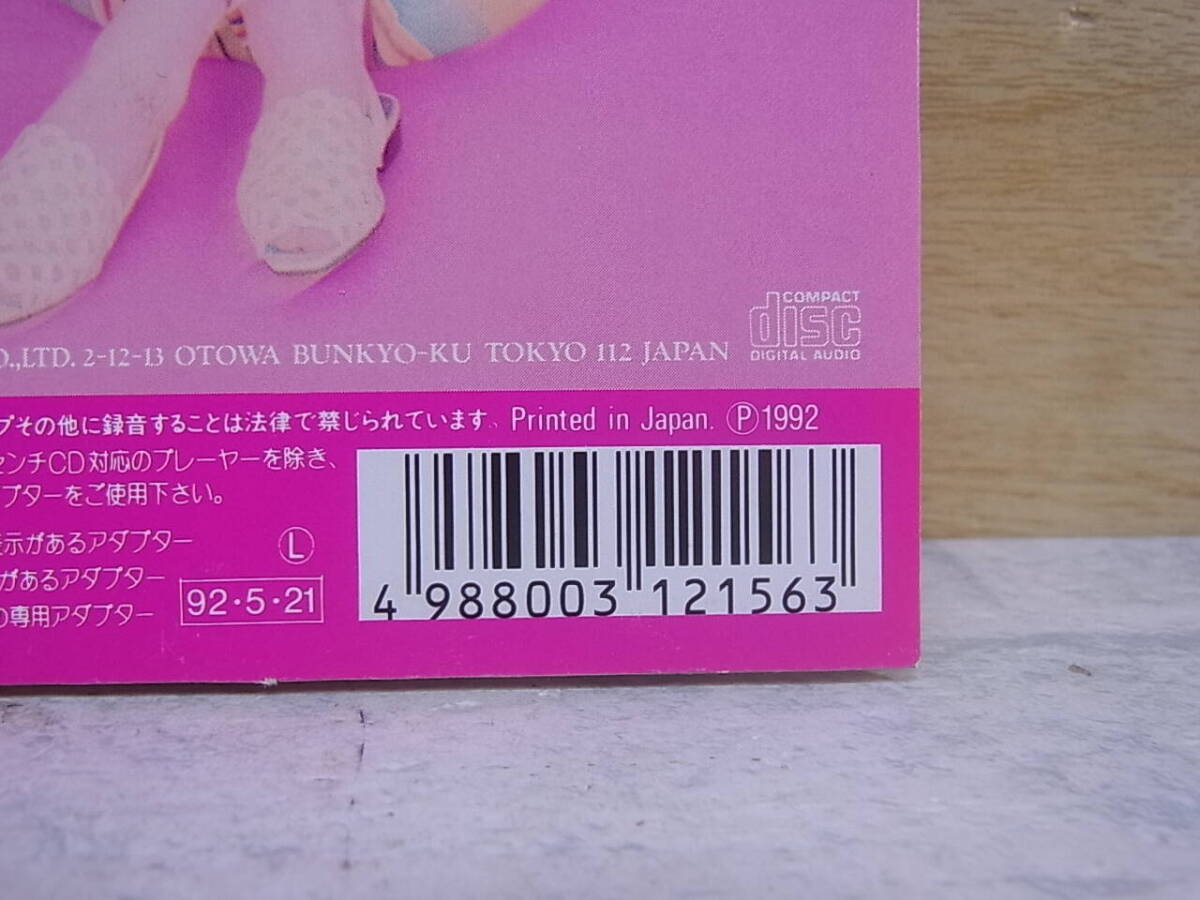 COMPACT
disc
DIGITAL AUDIO
,LTD. 2-12-13 OTOWA BUNKYO-KU TOKYO 112 JAPAN
プその他に録音することは法律で禁じられています。 Printed in Japan. Ⓟ1992
センチCD対応のプレーヤーを除き、
プターをご使用下さい。
表示があるアダプター
Ⓛ
があるアダプター
の専用アダプター
92・5・21
4 988003 121563